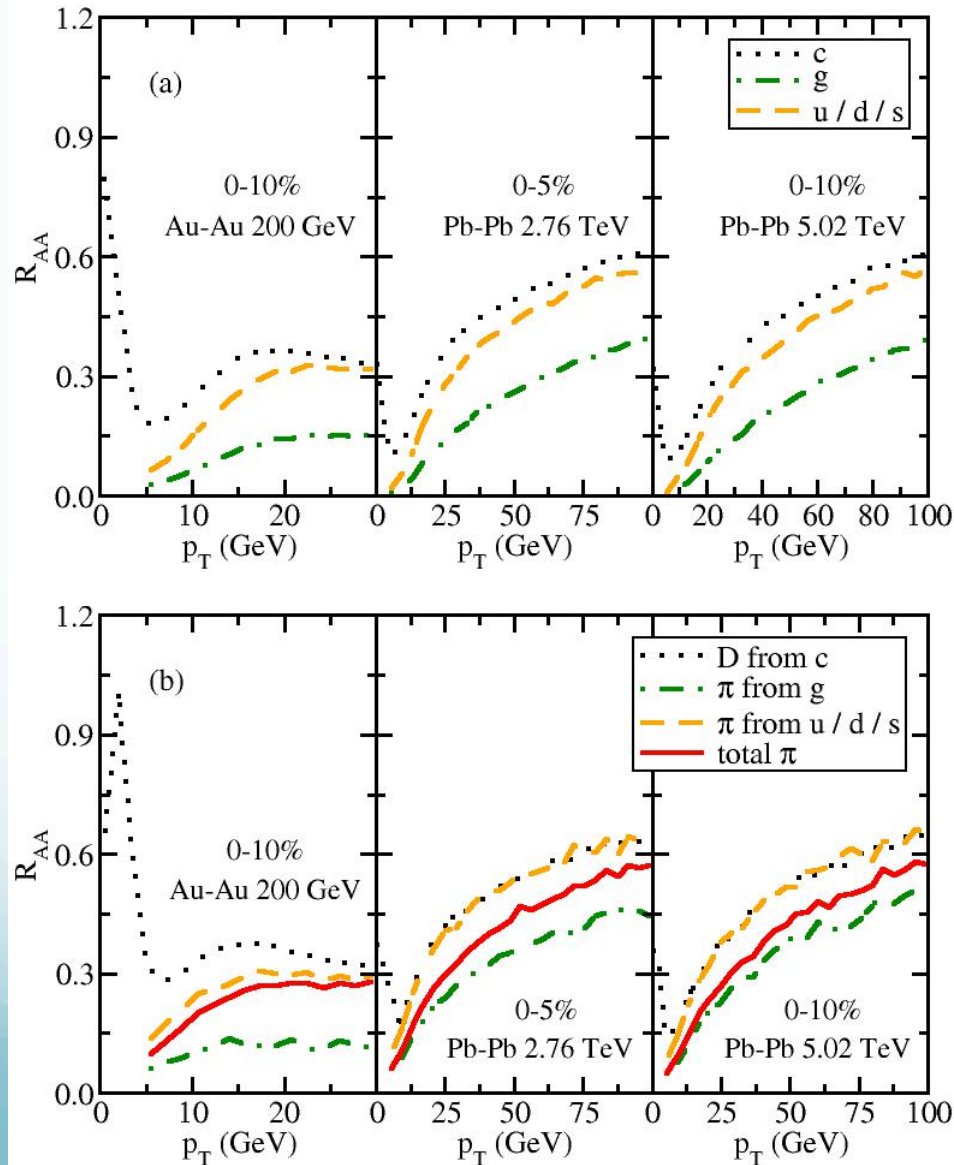 1.2
0.9
0.6
0.3
0.0
R_AA
(a)
c
g
u / d / s
0-10%
Au-Au 200 GeV
0-5%
Pb-Pb 2.76 TeV
0-10%
Pb-Pb 5.02 TeV
0 10 20
0 25 50 75
0 20 40 60 80 100
p_T (GeV)
p_T (GeV)
p_T (GeV)
1.2
0.9
0.6
0.3
0.0
R_AA
(b)
D from c
π from g
π from u / d / s
total π
0-10%
Au-Au 200 GeV
0-5%
Pb-Pb 2.76 TeV
0-10%
Pb-Pb 5.02 TeV
0 10 20
0 25 50 75
0 25 50 75 100
p_T (GeV)
p_T (GeV)
p_T (GeV)